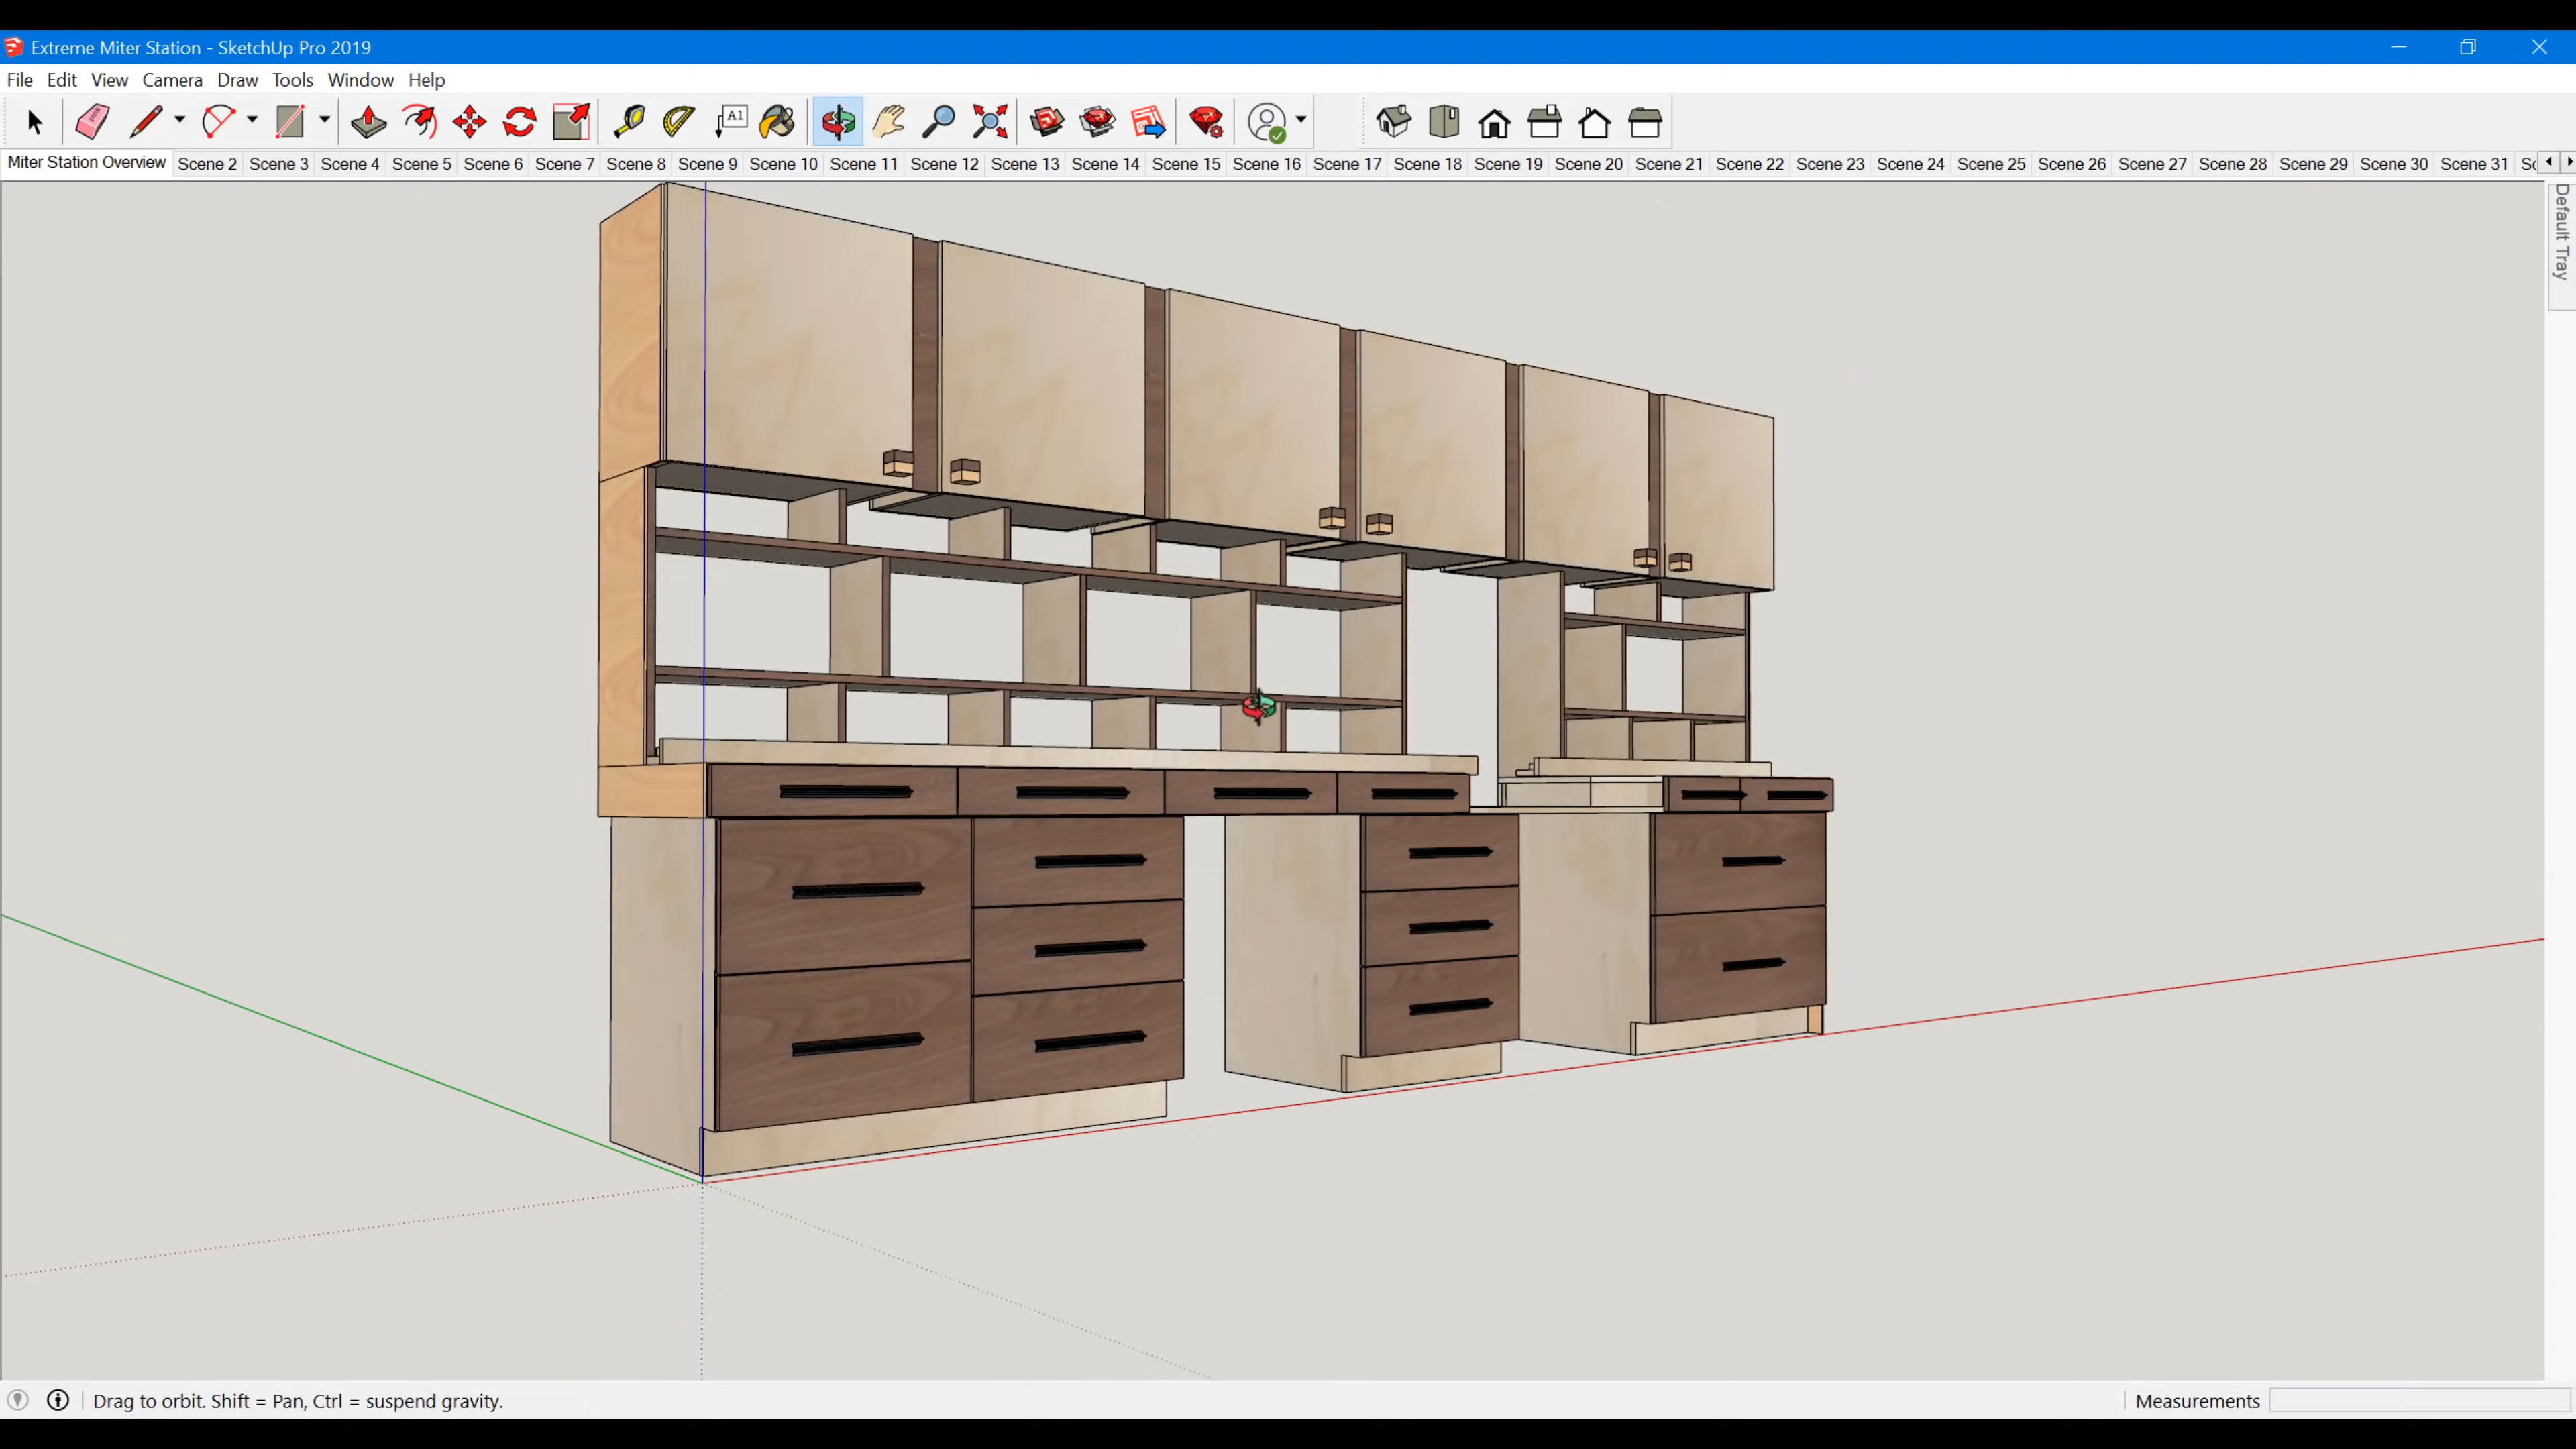 Extreme Miter Station - SketchUp Pro 2019
File Edit View Camera Draw Tools Window Help
A1
Miter Station Overview Scene 2 Scene 3 Scene 4 Scene 5 Scene 6 Scene 7 Scene 8 Scene 9 Scene 10 Scene 11 Scene 12 Scene 13 Scene 14 Scene 15 Scene 16 Scene 17 Scene 18 Scene 19 Scene 20 Scene 21 Scene 22 Scene 23 Scene 24 Scene 25 Scene 26 Scene 27 Scene 28 Scene 29 Scene 30 Scene 31
Default Tray
Drag to orbit. Shift = Pan, Ctrl = suspend gravity.
Measurements